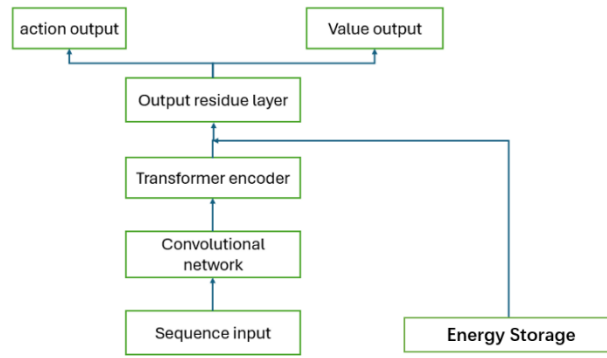 action output
Value output
Output residue layer
Transformer encoder
Convolutional
network
Sequence input
Energy Storage